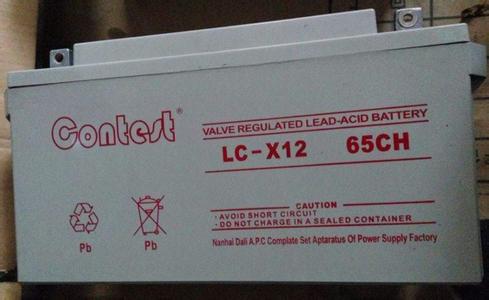 Contest®
VALVE REGULATED LEAD-ACID BATTERY
LC-X12 65CH
CAUTION
• AVOID SHORT CIRCUIT
• DO NOT CHARGE IN A SEALED CONTAINER
Pb
Pb
Nanhai Dali A.P.C Complate Set Aptaratus Of Power Supply Factory